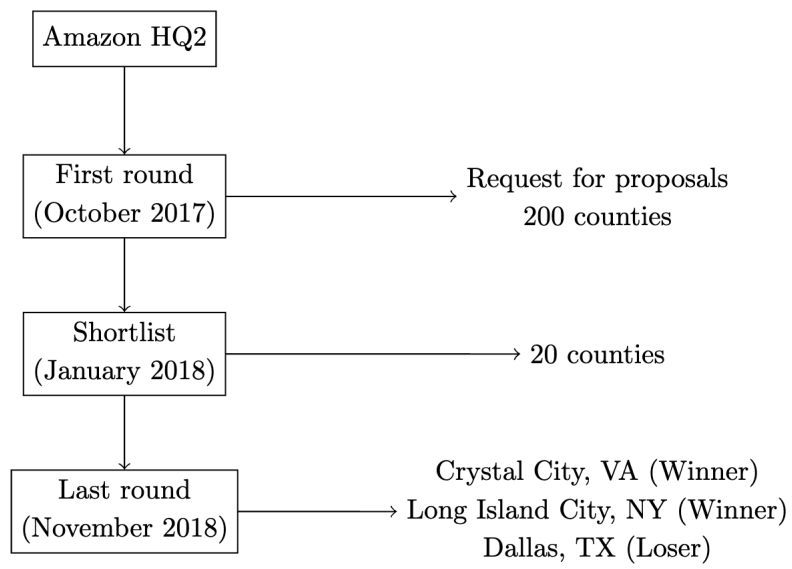 Amazon HQ2
First round
(October 2017)
Request for proposals
200 counties
Shortlist
(January 2018)
20 counties
Last round
(November 2018)
Crystal City, VA (Winner)
Long Island City, NY (Winner)
Dallas, TX (Loser)